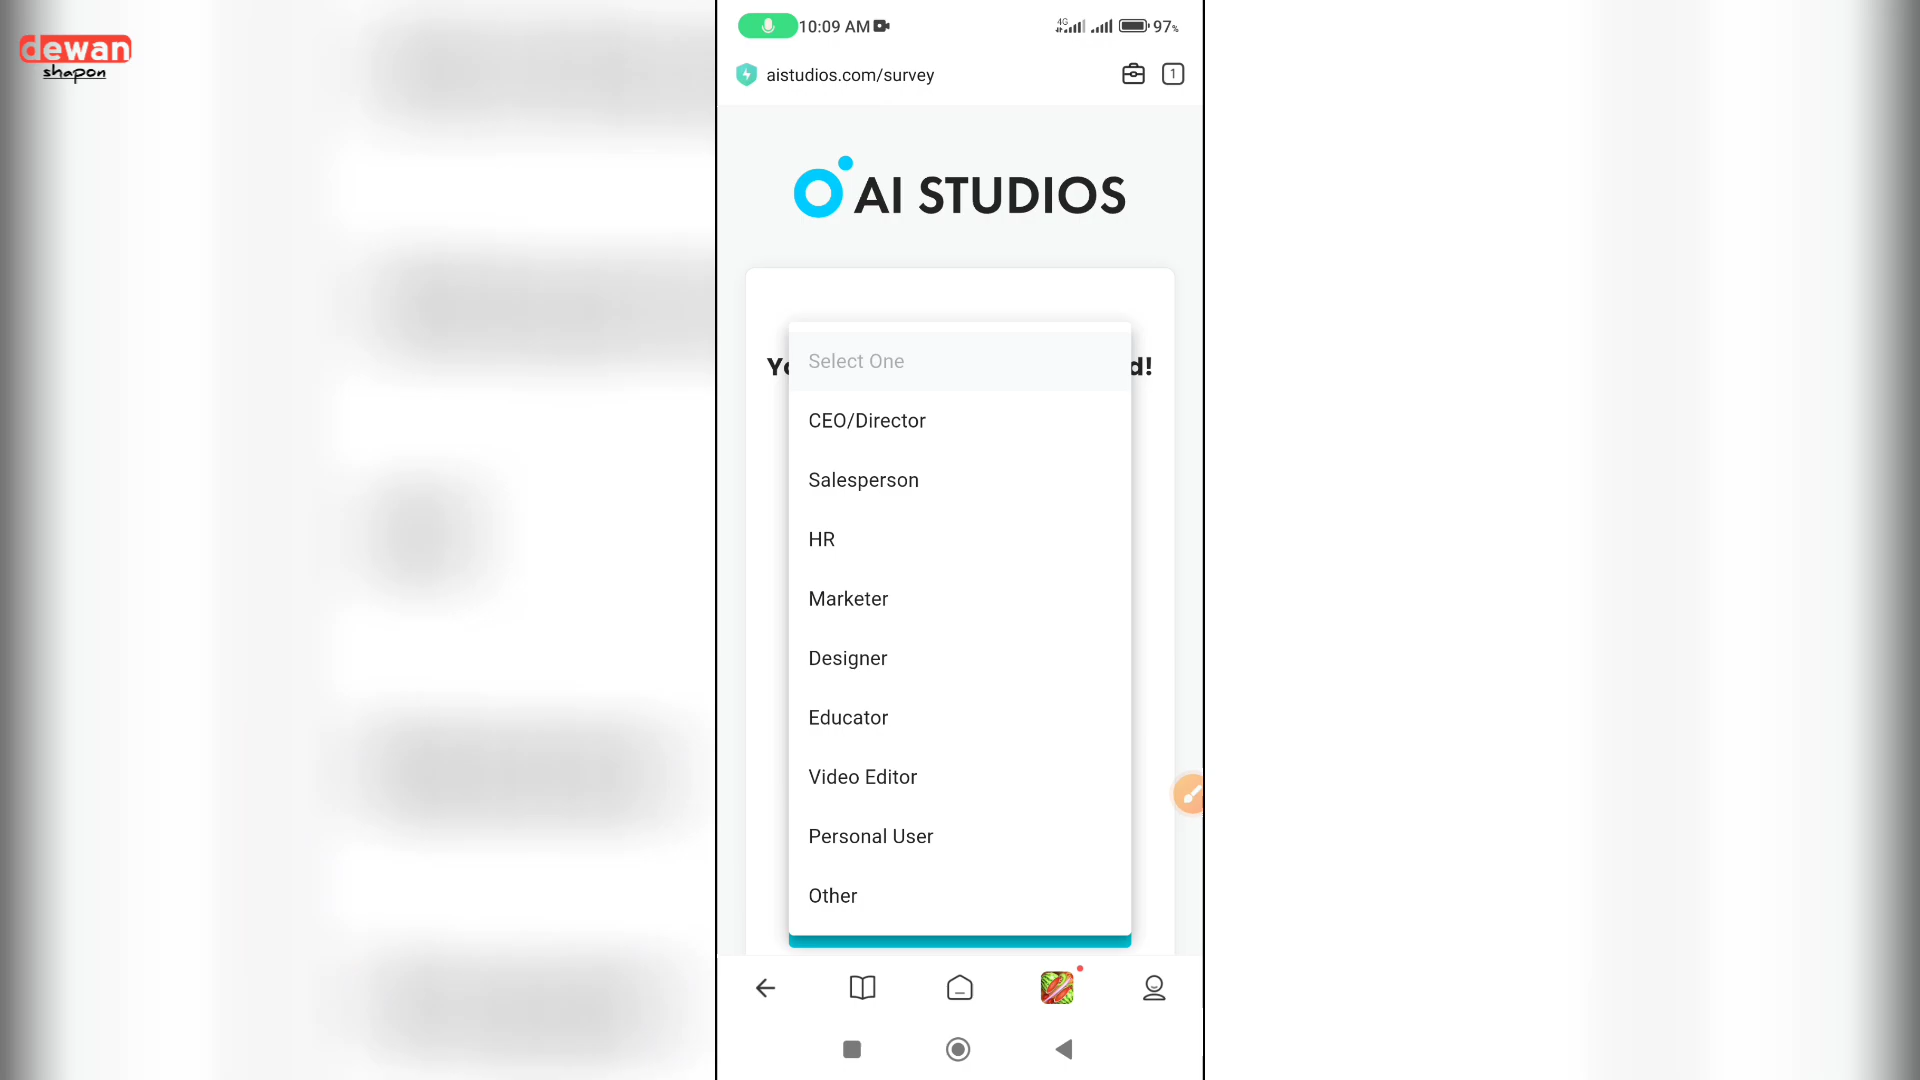 dewan
shapon
10:09 AM
4G
97%
aistudios.com/survey
1
AI STUDIOS
Select One
CEO/Director
Salesperson
HR
Marketer
Designer
Educator
Video Editor
Personal User
Other